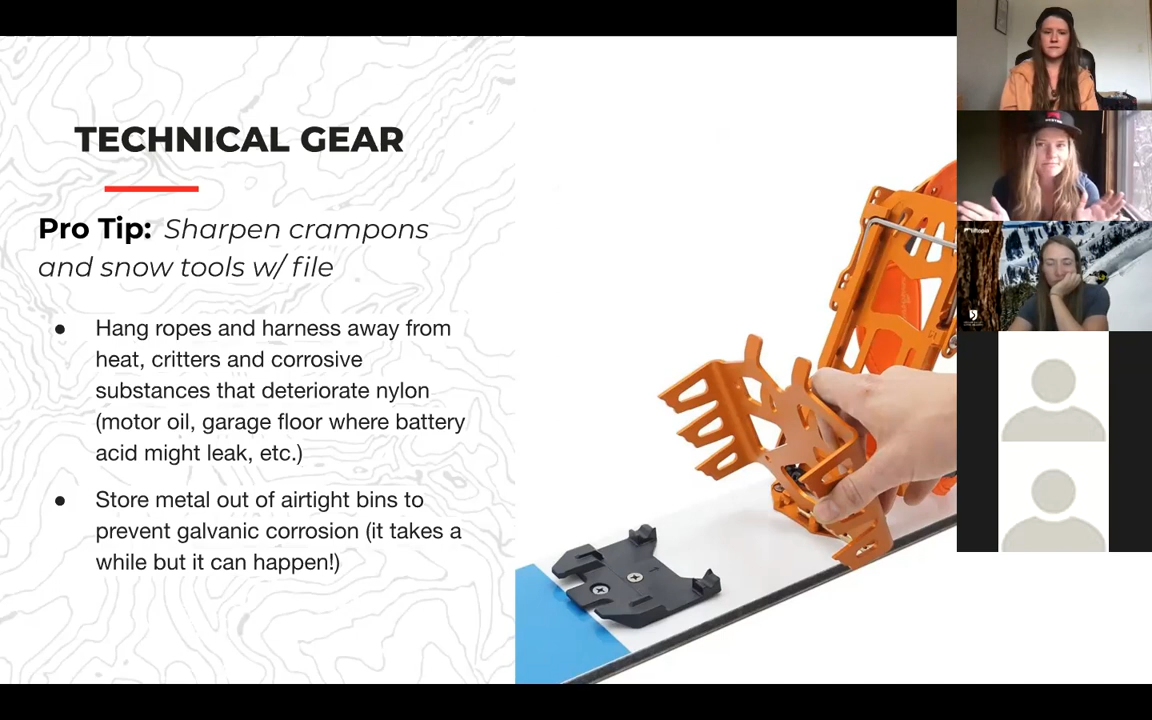 TECHNICAL GEAR
Pro Tip: Sharpen crampons
and snow tools w/ file
● Hang ropes and harness away from
heat, critters and corrosive
substances that deteriorate nylon
(motor oil, garage floor where battery
acid might leak, etc.)
● Store metal out of airtight bins to
prevent galvanic corrosion (it takes a
while but it can happen!)